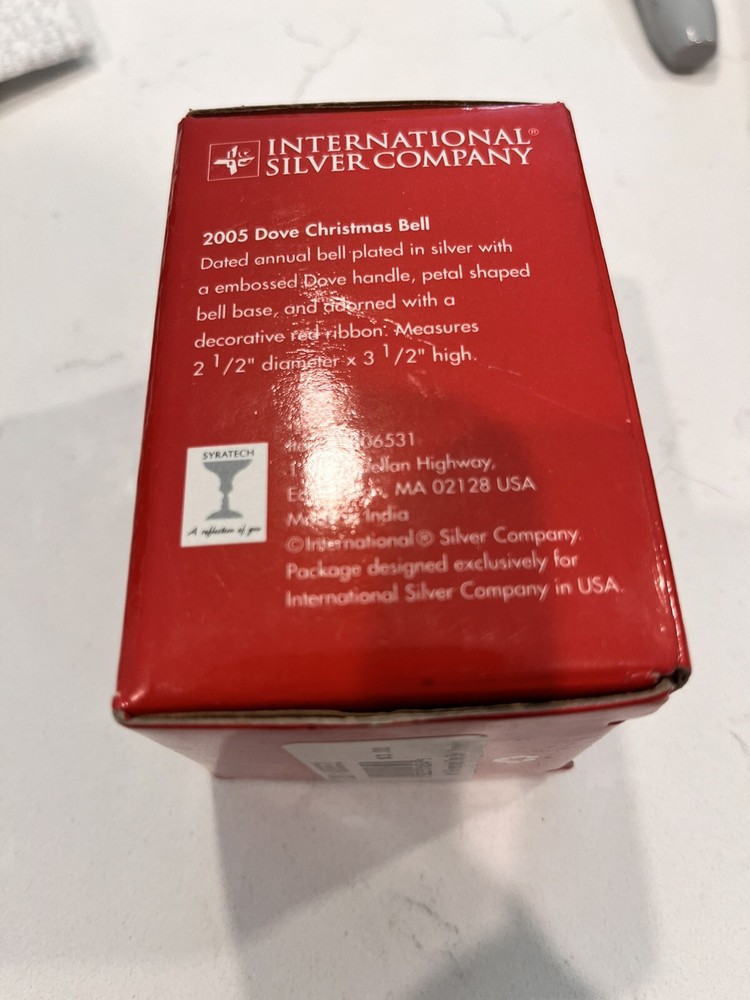 INTERNATIONAL®
SILVER COMPANY
2005 Dove Christmas Bell
Dated annual bell plated in silver with
a embossed Dove handle, petal shaped
bell base, and adorned with a
decorative red ribbon. Measures
2 1/2" diameter x 3 1/2" high.
SYRATECH
A reflection of you
06531
Highway,
MA 02128 USA
India
©International® Silver Company.
Package designed exclusively for
International Silver Company in USA.